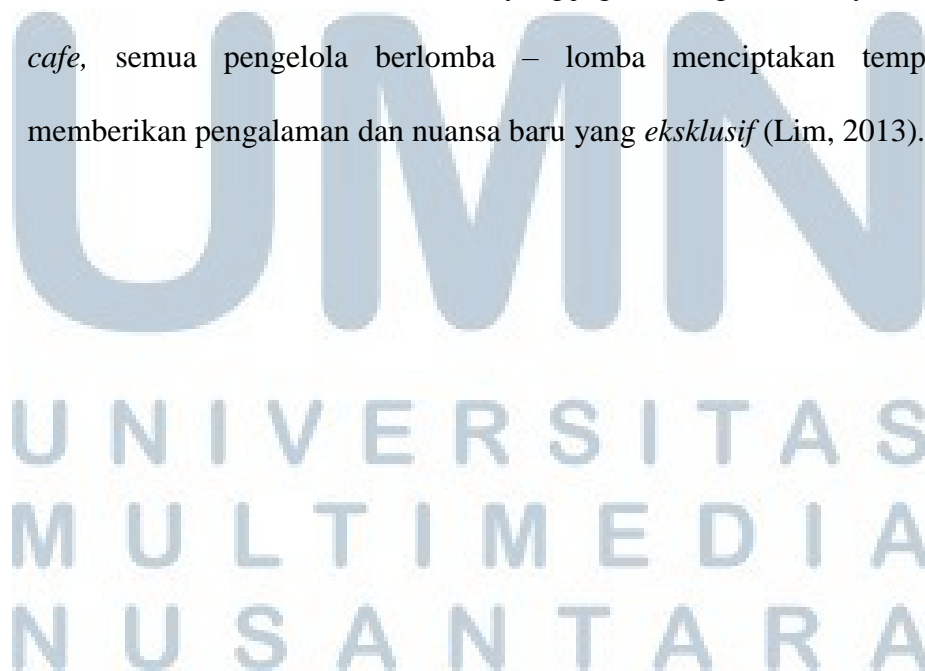 cafe, semua pengelola berlomba – lomba menciptakan temp
memberikan pengalaman dan nuansa baru yang eksklusif (Lim, 2013).
UMN
UNIVERSITAS
MULTIMEDIA
NUSANTARA